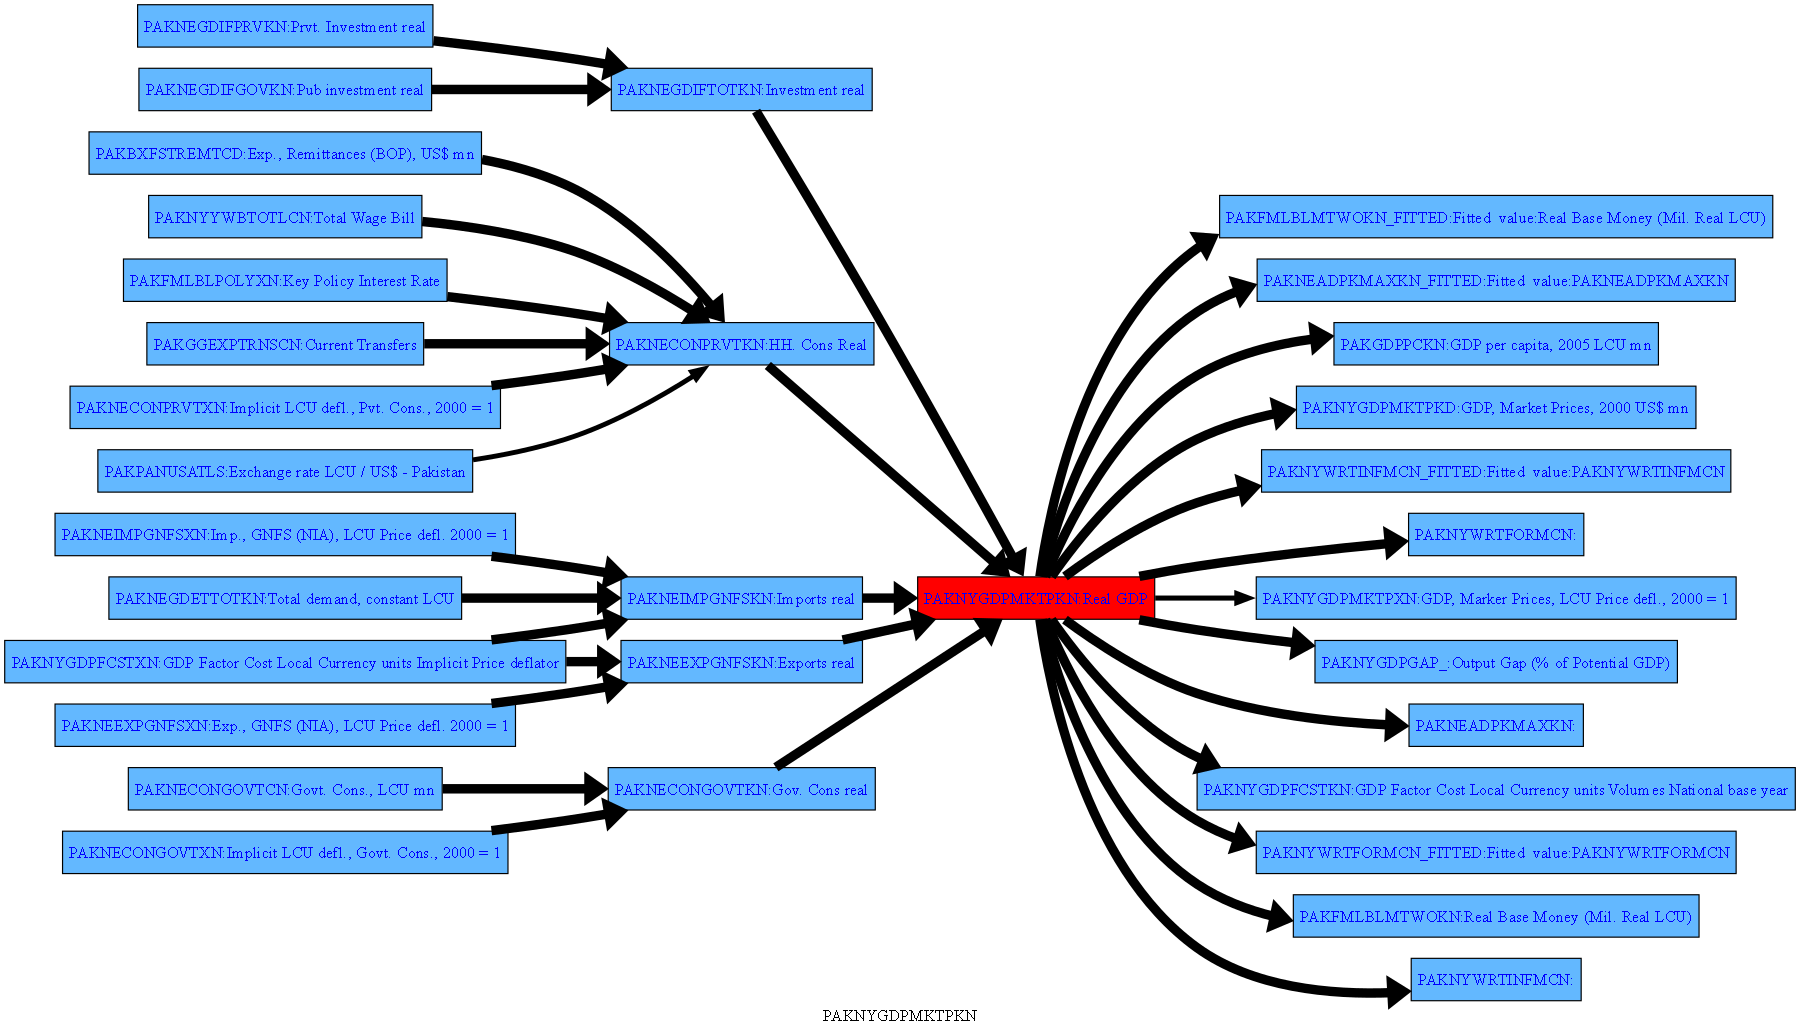 PAKNEGDIFPRVKN:Prvt. Investment real
PAKNEGDIFGOVKN:Pub investment real
PAKBXFSTREMTCD:Exp., Remittances (BOP), US$ mn
PAKNYYWBTOTLCN:Total Wage Bill
PAKFMLBLPOLYXN:Key Policy Interest Rate
PAKGGEXPTRNSCN:Current Transfers
PAKNECONPRVTXN:Implicit LCU defl., Pvt. Cons., 2000 = 1
PAKPANUSATLS:Exchange rate LCU / US$ - Pakistan
PAKNEIMPGNFSXN:Imp., GNFS (NIA), LCU Price defl. 2000 = 1
PAKNEGDETTOTKN:Total demand, constant LCU
PAKNYGDPFCSTXN:GDP Factor Cost Local Currency units Implicit Price deflator
PAKNEEXPGNFSXN:Exp., GNFS (NIA), LCU Price defl. 2000 = 1
PAKNECONGOVTCN:Govt. Cons., LCU mn
PAKNECONGOVTXN:Implicit LCU defl., Govt. Cons., 2000 = 1
PAKNEGDIFTOTKN:Investment real
PAKNECONPRVTKN:HH. Cons Real
PAKNEIMPGNFSKN:Imports real
PAKNEEXPGNFSKN:Exports real
PAKNECONGOVTKN:Gov. Cons real
PAKNYGDPMKTPKN:Real GDP
PAKFMLBLMTWOKN_FITTED:Fitted value:Real Base Money (Mil. Real LCU)
PAKNEADPKMAXKN_FITTED:Fitted value:PAKNEADPKMAXKN
PAKGDPPCKN:GDP per capita, 2005 LCU mn
PAKNYGDPMKTPKD:GDP, Market Prices, 2000 US$ mn
PAKNYWRTINFMCN_FITTED:Fitted value:PAKNYWRTINFMCN
PAKNYWRTFORMCN:
PAKNYGDPMKTPXN:GDP, Marker Prices, LCU Price defl., 2000 = 1
PAKNYGDPGAP_:Output Gap (% of Potential GDP)
PAKNEADPKMAXKN:
PAKNYGDPFCSTKN:GDP Factor Cost Local Currency units Volumes National base year
PAKNYWRTFORMCN_FITTED:Fitted value:PAKNYWRTFORMCN
PAKFMLBLMTWOKN:Real Base Money (Mil. Real LCU)
PAKNYWRTINFMCN:
PAKNYGDPMKTPKN